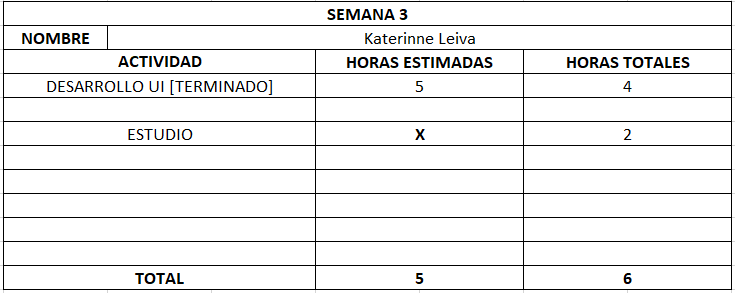 SEMANA 3
NOMBRE Katerinne Leiva
ACTIVIDAD HORAS ESTIMADAS HORAS TOTALES
DESARROLLO UI [TERMINADO] 5 4
ESTUDIO X 2
TOTAL 5 6